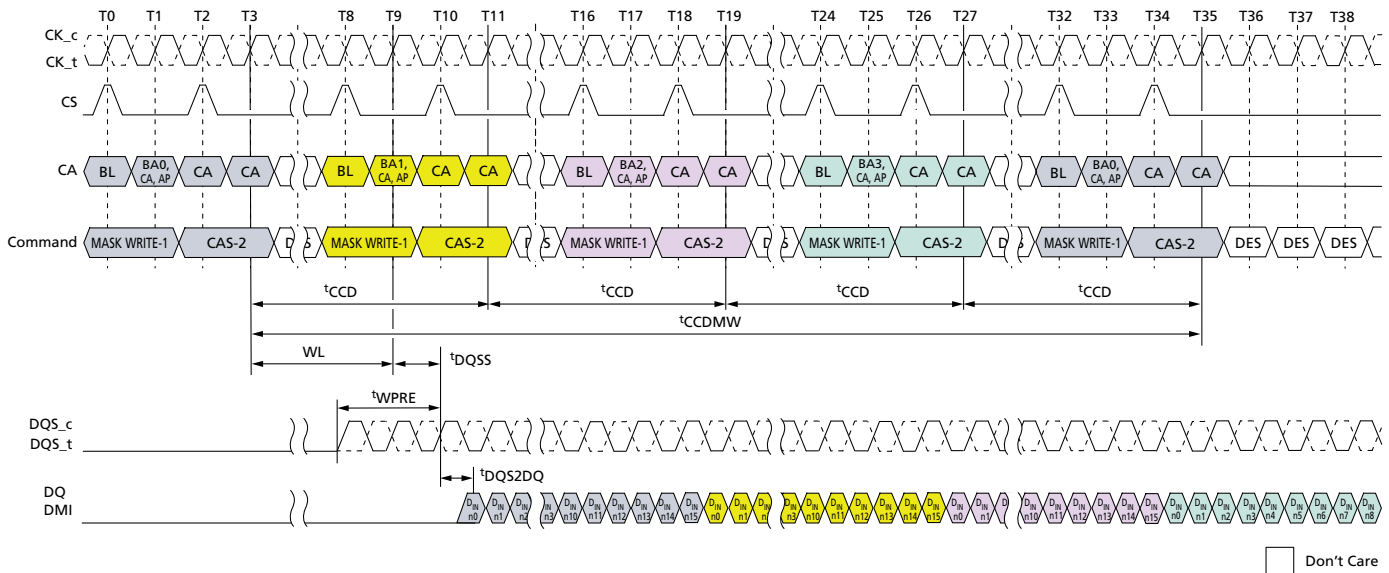 T0 T1 T2 T3 T8 T9 T10 T11 T16 T17 T18 T19 T24 T25 T26 T27 T32 T33 T34 T35 T36 T37 T38
CK_c
CK_t
CS
CA BL BA0, CA, AP CA CA BL BA1, CA, AP CA CA BL BA2, CA, AP CA CA BL BA3, CA, AP CA CA BL BA0, CA, AP CA CA
Command MASK WRITE-1 CAS-2 MASK WRITE-1 CAS-2 MASK WRITE-1 CAS-2 MASK WRITE-1 CAS-2 MASK WRITE-1 CAS-2 DES DES DES
tCCD tCCD tCCD tCCD
tCCDMW
WL tDQSS
tWPRE
DQS_c
DQS_t
tDQS2DQ
DQ
DMI
DIN n0 DIN n1 DIN n2 DIN n3 DIN n10 DIN n11 DIN n12 DIN n13 DIN n14 DIN n15 DIN n0 DIN n1 DIN n DIN n3 DIN n10 DIN n11 DIN n12 DIN n13 DIN n14 DIN n15 DIN n0 DIN n1 DIN n10 DIN n11 DIN n12 DIN n13 DIN n14 DIN n15 DIN n0 DIN n1 DIN n2 DIN n3 DIN n4 DIN n5 DIN n6 DIN n7 DIN n8
Don't Care